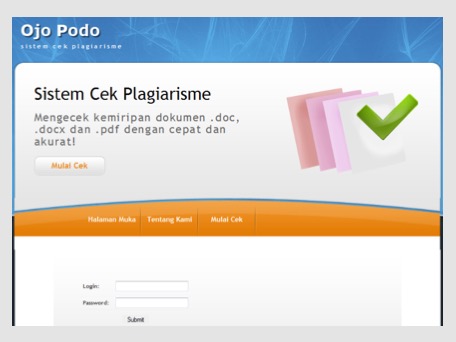 Ojo Podo
sistem cek plagiarisme
Sistem Cek Plagiarisme
Mengecek kemiripan dokumen .doc,
.docx dan .pdf dengan cepat dan
akurat!
Mulai Cek
Halaman Muka Tentang Kami Mulai Cek
Login:
Password:
Submit